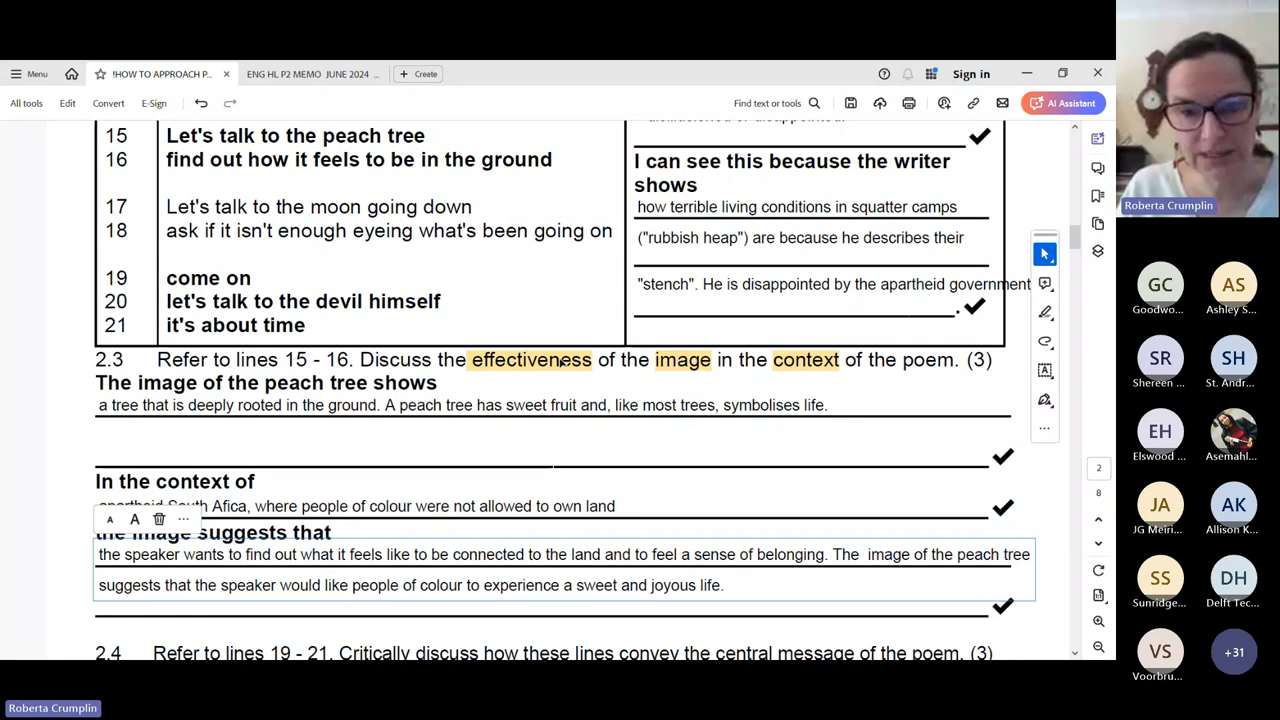 Menu
!HOW TO APPROACH P...
ENG HL P2 MEMO JUNE 2024 ...
Create
Sign in
All tools
Edit
Convert
E-Sign
Find text or tools
AI Assistant
15 Let's talk to the peach tree
16 find out how it feels to be in the ground
17 Let's talk to the moon going down
18 ask if it isn't enough eyeing what's been going on
19 come on
20 let's talk to the devil himself
21 it's about time
I can see this because the writer
shows
how terrible living conditions in squatter camps
("rubbish heap") are because he describes their
"stench". He is disappointed by the apartheid government
.
2.3 Refer to lines 15 - 16. Discuss the effectiveness of the image in the context of the poem. (3)
The image of the peach tree shows
a tree that is deeply rooted in the ground. A peach tree has sweet fruit and, like most trees, symbolises life.
In the context of
South Afica, where people of colour were not allowed to own land
the image suggests that
the speaker wants to find out what it feels like to be connected to the land and to feel a sense of belonging. The image of the peach tree
suggests that the speaker would like people of colour to experience a sweet and joyous life.
2.4 Refer to lines 19 - 21. Critically discuss how these lines convey the central message of the poem. (3)
A A ...
2
8
Roberta Crumplin
GC
Goodwo...
AS
Ashley S...
SR
Shereen ...
SH
St. Andr...
EH
Elswood ...
Asemahl...
JA
JG Meiri...
AK
Allison K...
SS
Sunridge...
DH
Delft Tec...
VS
Voorbru...
+31
Roberta Crumplin